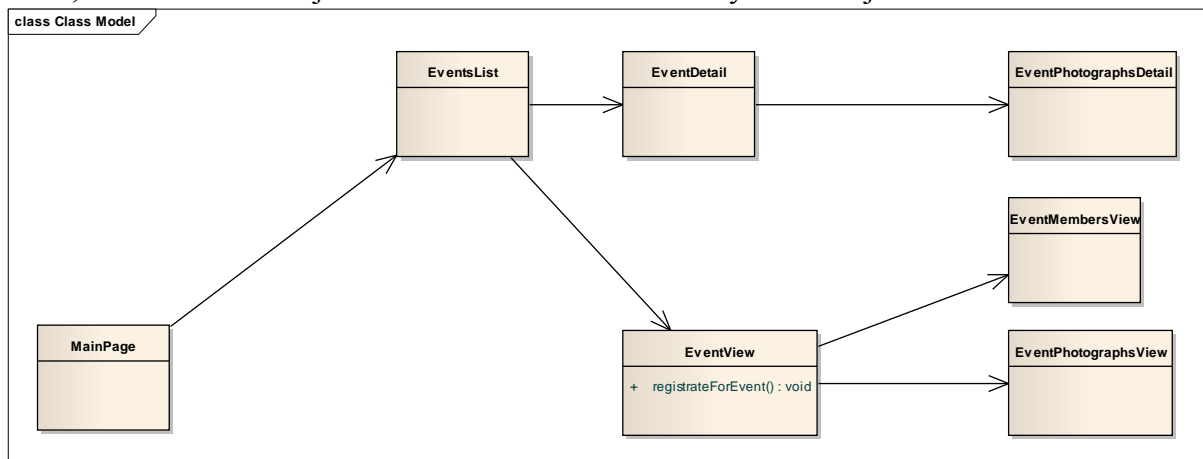 class Class Model
EventsList
EventDetail
EventPhotographsDetail
EventMembersView
MainPage
EventView
+ registrateForEvent() : void
EventPhotographsView